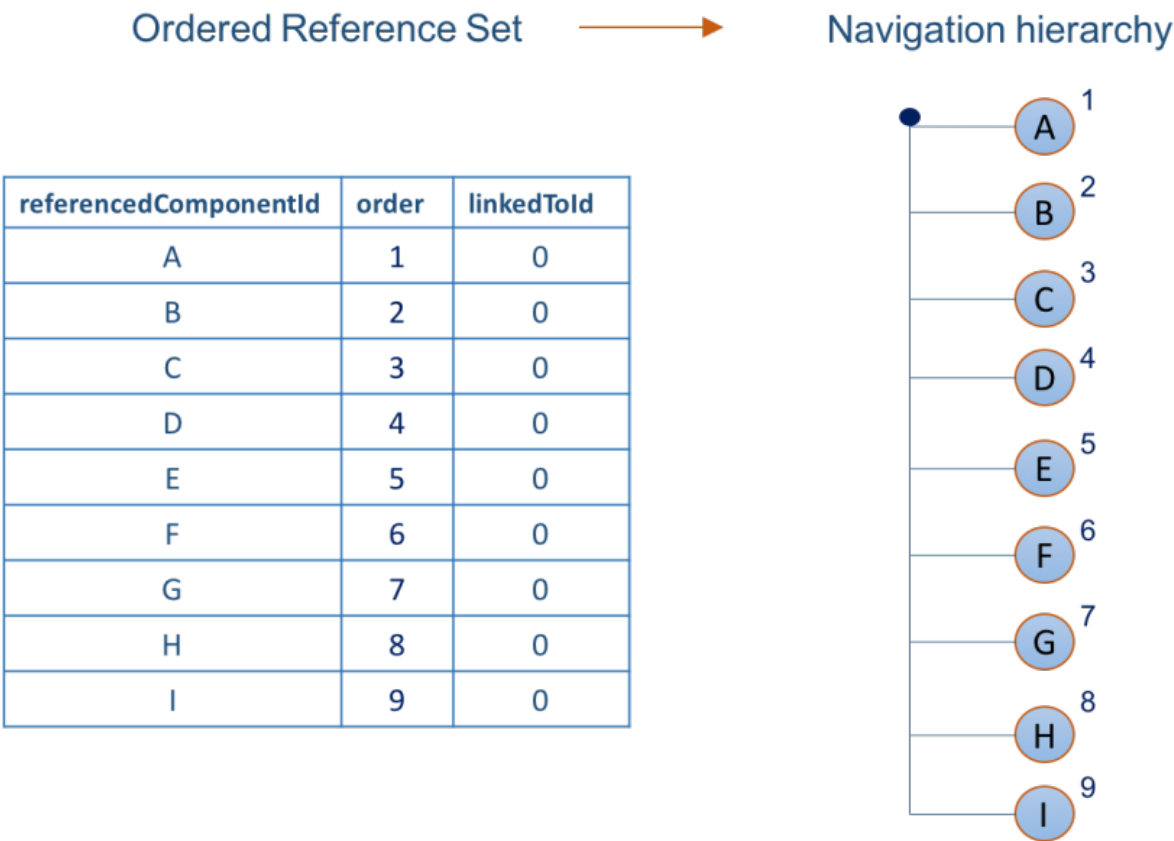 Ordered Reference Set
Navigation hierarchy
referencedComponentId order linkedToId
A 1 0
B 2 0
C 3 0
D 4 0
E 5 0
F 6 0
G 7 0
H 8 0
I 9 0
A 1
B 2
C 3
D 4
E 5
F 6
G 7
H 8
I 9